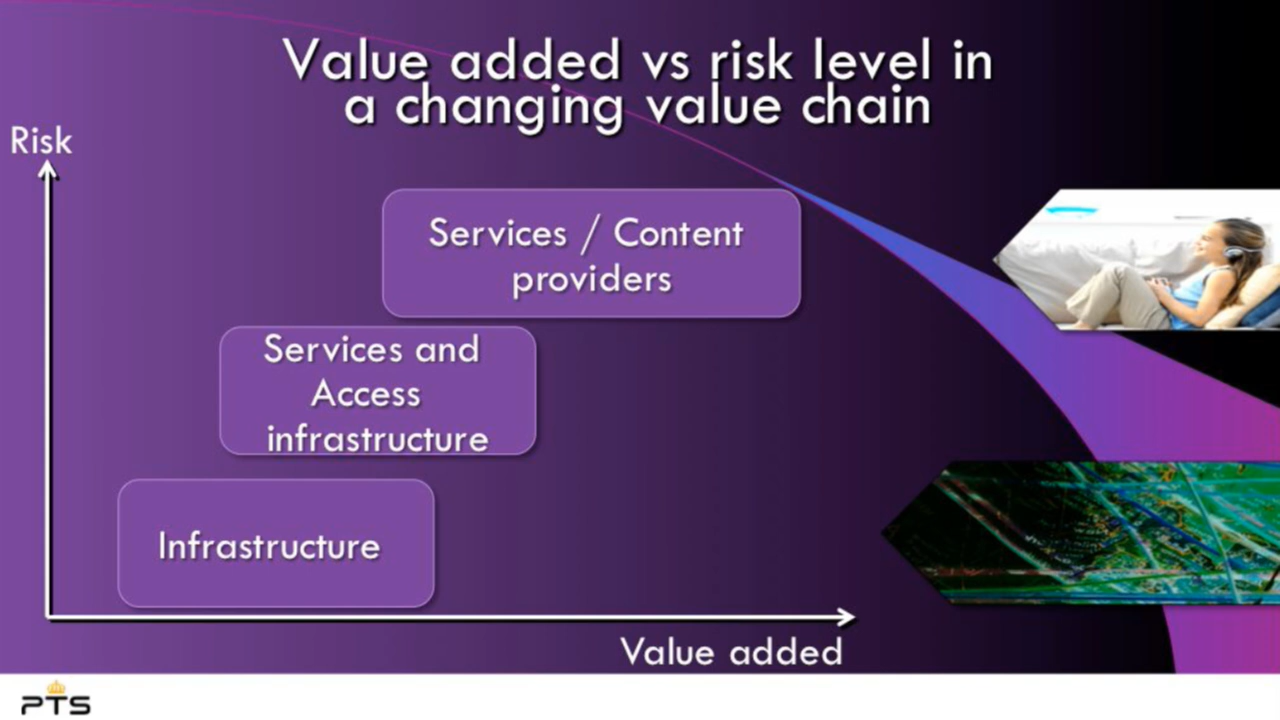 Value added vs risk level in
a changing value chain
Risk
Services / Content
providers
Services and
Access
infrastructure
Infrastructure
Value added
PTS